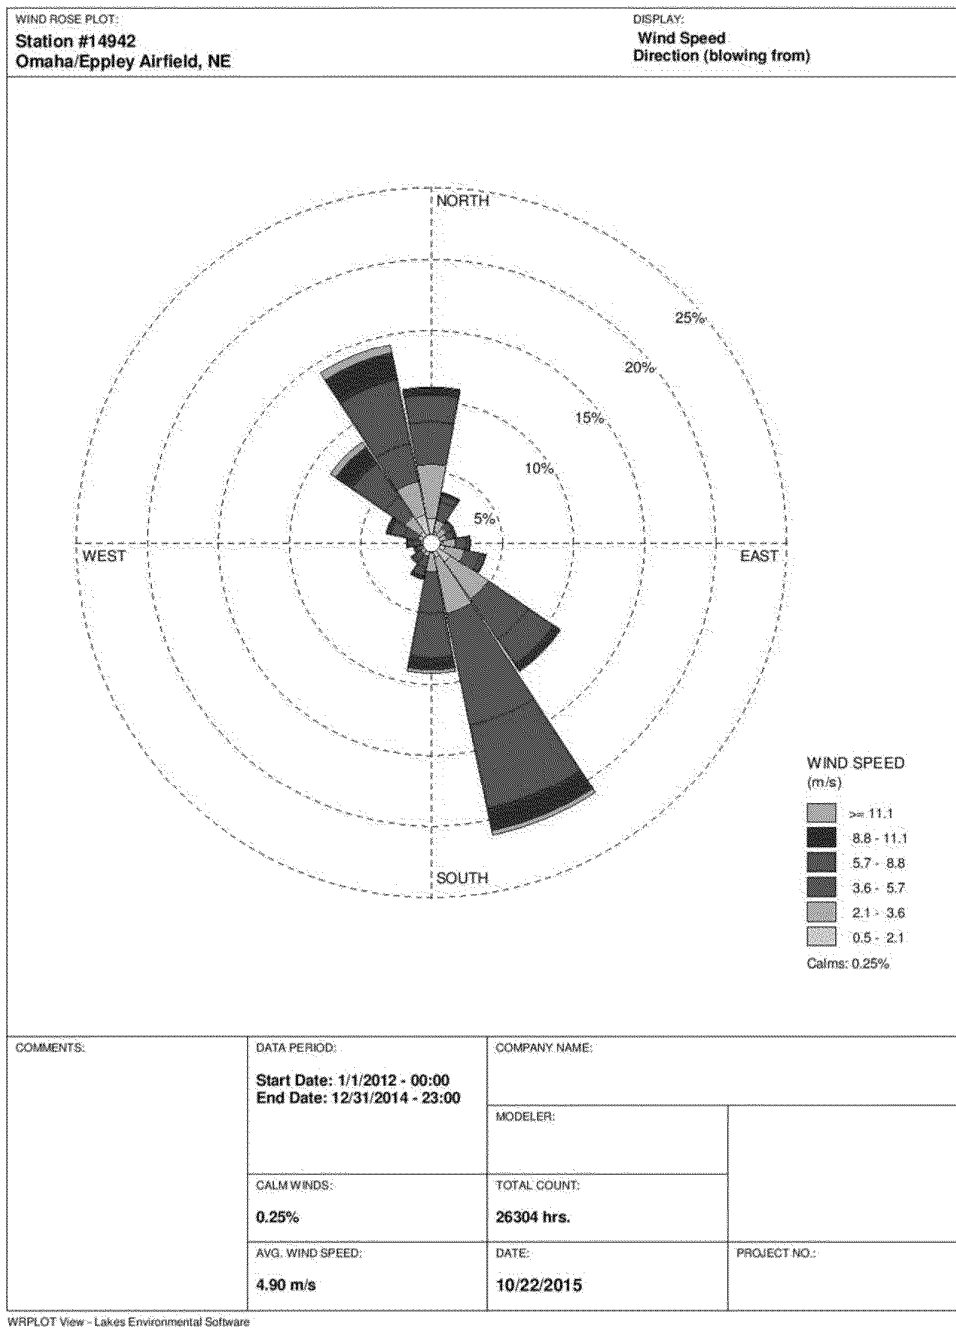 WIND ROSE PLOT:
Station #14942
Omaha/Eppley Airfield, NE
DISPLAY:
Wind Speed
Direction (blowing from)
NORTH
25%
20%
15%
10%
5%
WEST
EAST
SOUTH
WIND SPEED
(m/s)
>= 11.1
8.8 - 11.1
5.7 - 8.8
3.6 - 5.7
2.1 - 3.6
0.5 - 2.1
Calms: 0.25%
COMMENTS:
DATA PERIOD:
Start Date: 1/1/2012 - 00:00
End Date: 12/31/2014 - 23:00
COMPANY NAME:
MODELER:
CALM WINDS:
0.25%
TOTAL COUNT:
26304 hrs.
AVG. WIND SPEED:
4.90 m/s
DATE:
10/22/2015
PROJECT NO.:
WRPLOT View - Lakes Environmental Software